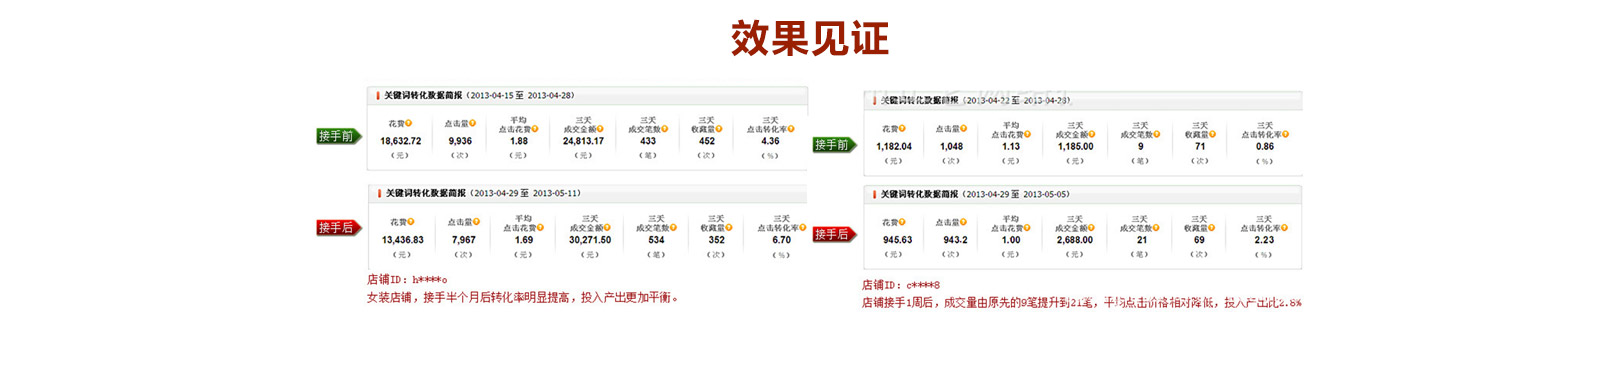 效果见证
关键词转化数据简报（2013-04-15 至 2013-04-28）
接手前
花费 点击量 平均点击花费 三天成交金额 三天成交笔数 三天收藏量 三天点击转化率
18,632.72 9,936 1.88 24,813.17 433 452 4.36
（元） （次） （元） （元） （笔） （次） （%）
关键词转化数据简报（2013-04-29 至 2013-05-11）
接手后
花费 点击量 平均点击花费 三天成交金额 三天成交笔数 三天收藏量 三天点击转化率
13,436.83 7,967 1.69 30,271.50 534 352 6.70
（元） （次） （元） （元） （笔） （次） （%）
店铺ID：h****o
女装店铺，接手半个月后转化率明显提高，投入产出更加平衡。
关键词转化数据简报（2013-04-22 至 2013-04-28）
接手前
花费 点击量 平均点击花费 三天成交金额 三天成交笔数 三天收藏量 三天点击转化率
1,182.04 1,048 1.13 1,185.00 9 71 0.86
（元） （次） （元） （元） （笔） （次） （%）
关键词转化数据简报（2013-04-29 至 2013-05-05）
接手后
花费 点击量 平均点击花费 三天成交金额 三天成交笔数 三天收藏量 三天点击转化率
945.63 943.2 1.00 2,688.00 21 69 2.23
（元） （次） （元） （元） （笔） （次） （%）
店铺ID：c****8
店铺接手1周后，成交量由原先的9笔提升到21笔，平均点击价格相对降低，投入产出比2.8%